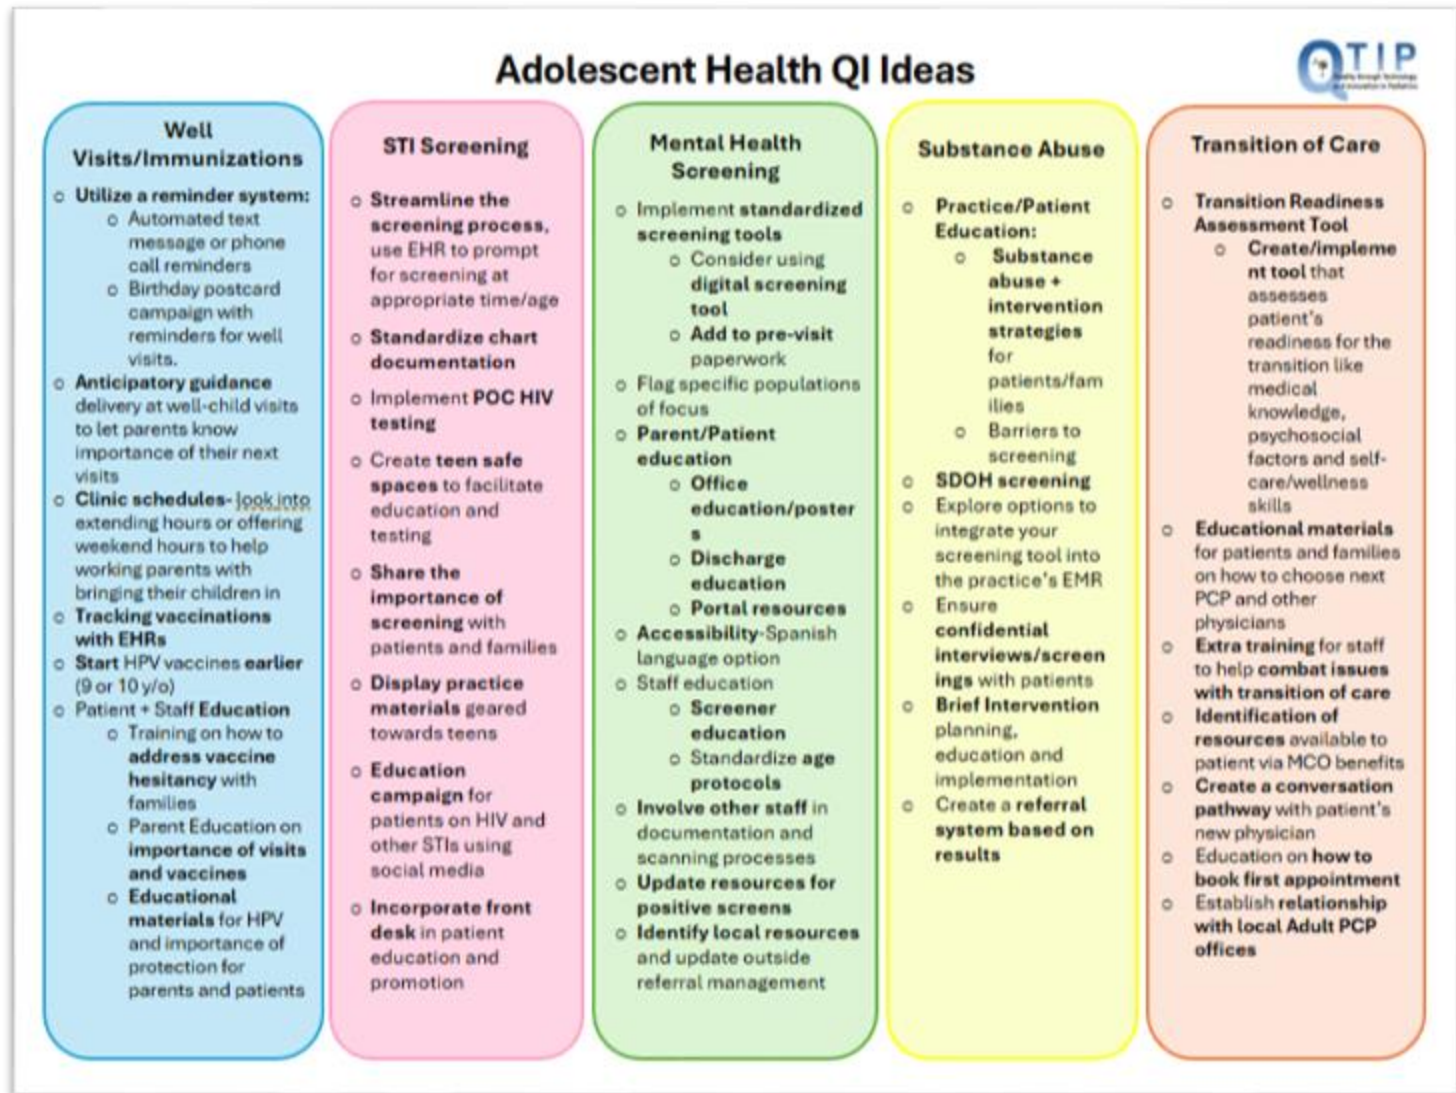 Adolescent Health QI Ideas
QTIP
Quality through Technology
and Innovation in Pediatrics
Well
Visits/Immunizations
o Utilize a reminder system:
o Automated text
message or phone
call reminders
o Birthday postcard
campaign with
reminders for well
visits.
o Anticipatory guidance
delivery at well-child visits
to let parents know
importance of their next
visits
o Clinic schedules- look into
extending hours or offering
weekend hours to help
working parents with
bringing their children in
o Tracking vaccinations
with EHRs
o Start HPV vaccines earlier
(9 or 10 y/o)
o Patient + Staff Education
o Training on how to
address vaccine
hesitancy with
families
o Parent Education on
importance of visits
and vaccines
o Educational
materials for HPV
and importance of
protection for
parents and patients
STI Screening
o Streamline the
screening process,
use EHR to prompt
for screening at
appropriate time/age
o Standardize chart
documentation
o Implement POC HIV
testing
o Create teen safe
spaces to facilitate
education and
testing
o Share the
importance of
screening with
patients and families
o Display practice
materials geared
towards teens
o Education
campaign for
patients on HIV and
other STIs using
social media
o Incorporate front
desk in patient
education and
promotion
Mental Health
Screening
o Implement standardized
screening tools
o Consider using
digital screening
tool
o Add to pre-visit
paperwork
o Flag specific populations
of focus
o Parent/Patient
education
o Office
education/poster
s
o Discharge
education
o Portal resources
o Accessibility-Spanish
language option
o Staff education
o Screener
education
o Standardize age
protocols
o Involve other staff in
documentation and
scanning processes
o Update resources for
positive screens
o Identify local resources
and update outside
referral management
Substance Abuse
o Practice/Patient
Education:
o Substance
abuse +
intervention
strategies
for
patients/fam
ilies
o Barriers to
screening
o SDOH screening
o Explore options to
integrate your
screening tool into
the practice's EMR
o Ensure
confidential
interviews/screen
ings with patients
o Brief Intervention
planning,
education and
implementation
o Create a referral
system based on
results
Transition of Care
o Transition Readiness
Assessment Tool
o Create/impleme
nt tool that
assesses
patient's
readiness for the
transition like
medical
knowledge,
psychosocial
factors and self-
care/wellness
skills
o Educational materials
for patients and families
on how to choose next
PCP and other
physicians
o Extra training for staff
to help combat issues
with transition of care
o Identification of
resources available to
patient via MCO benefits
o Create a conversation
pathway with patient's
new physician
o Education on how to
book first appointment
o Establish relationship
with local Adult PCP
offices